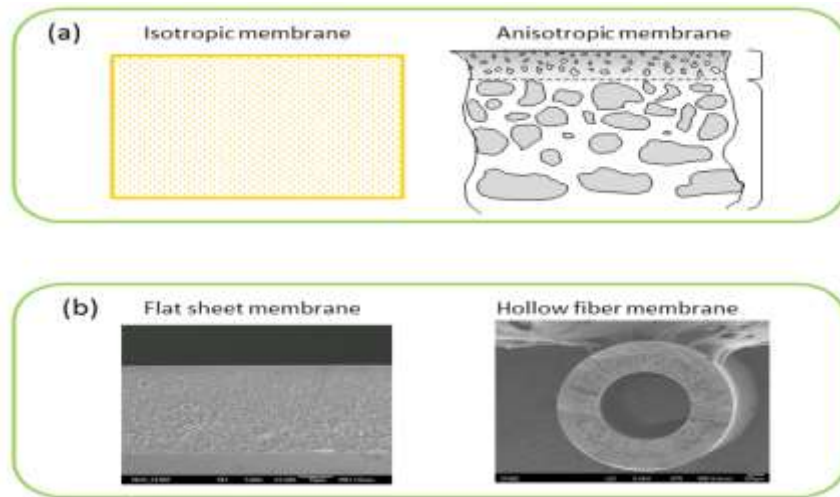 (a)
Isotropic membrane
Anisotropic membrane
(b)
Flat sheet membrane
Hollow fiber membrane